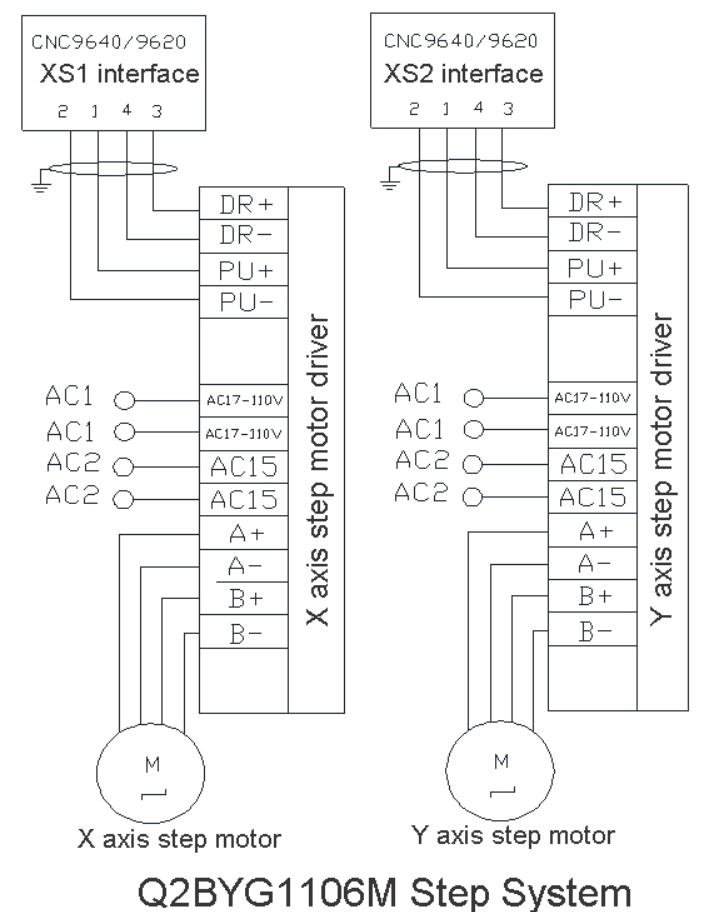 CNC9640/9620
XS1 interface
2 1 4 3
DR+
DR-
PU+
PU-
AC1 AC17-110V
AC1 AC17-110V
AC2 AC15
AC2 AC15
A+
A-
B+
B-
X axis step motor driver
M
X axis step motor
CNC9640/9620
XS2 interface
2 1 4 3
DR+
DR-
PU+
PU-
AC1 AC17-110V
AC1 AC17-110V
AC2 AC15
AC2 AC15
A+
A-
B+
B-
Y axis step motor driver
M
Y axis step motor
Q2BYG1106M Step System